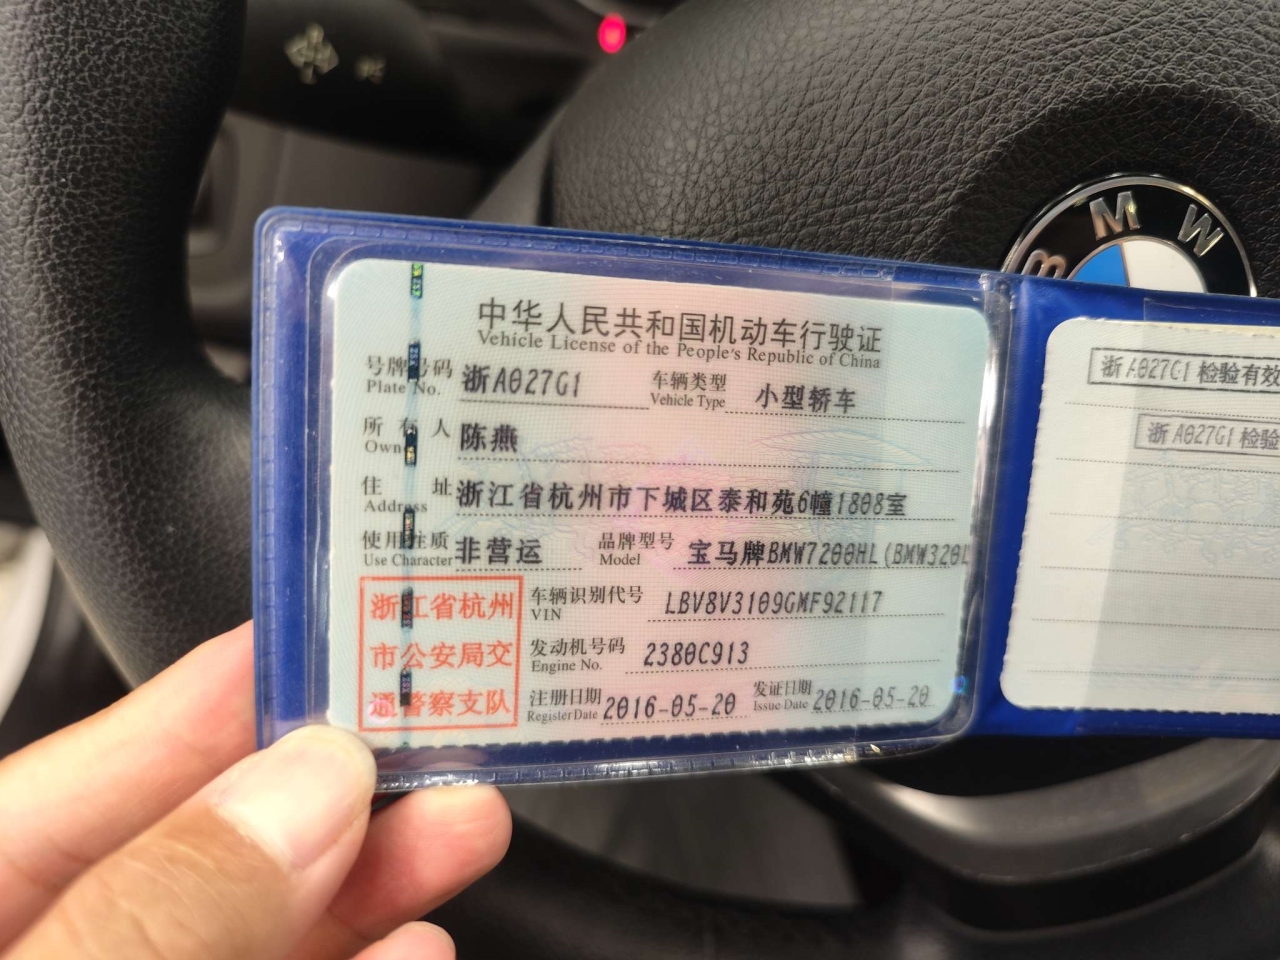 BMW
中华人民共和国机动车行驶证
Vehicle License of the People's Republic of China
号牌号码 浙A027G1 车辆类型 小型轿车
Plate No. Vehicle Type
所有人 陈燕
Owner
住址 浙江省杭州市下城区泰和苑6幢1808室
Address
使用性质 非营运 品牌型号 宝马牌BMW7200HL(BMW320L
Use Character Model
浙江省杭州
市公安局交
通警察支队
车辆识别代号 LBV8V3109GMF92117
VIN
发动机号码 2380C913
Engine No.
注册日期 2016-05-20 发证日期 2016-05-20
Register Date Issue Date
浙A027G1 检验有效
浙A027G1 检验